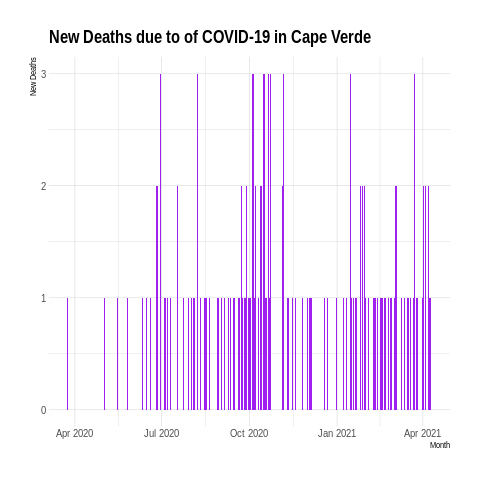 New Deaths due to of COVID-19 in Cape Verde
New Deaths
3
2
1
0
Apr 2020 Jul 2020 Oct 2020 Jan 2021 Apr 2021
Month